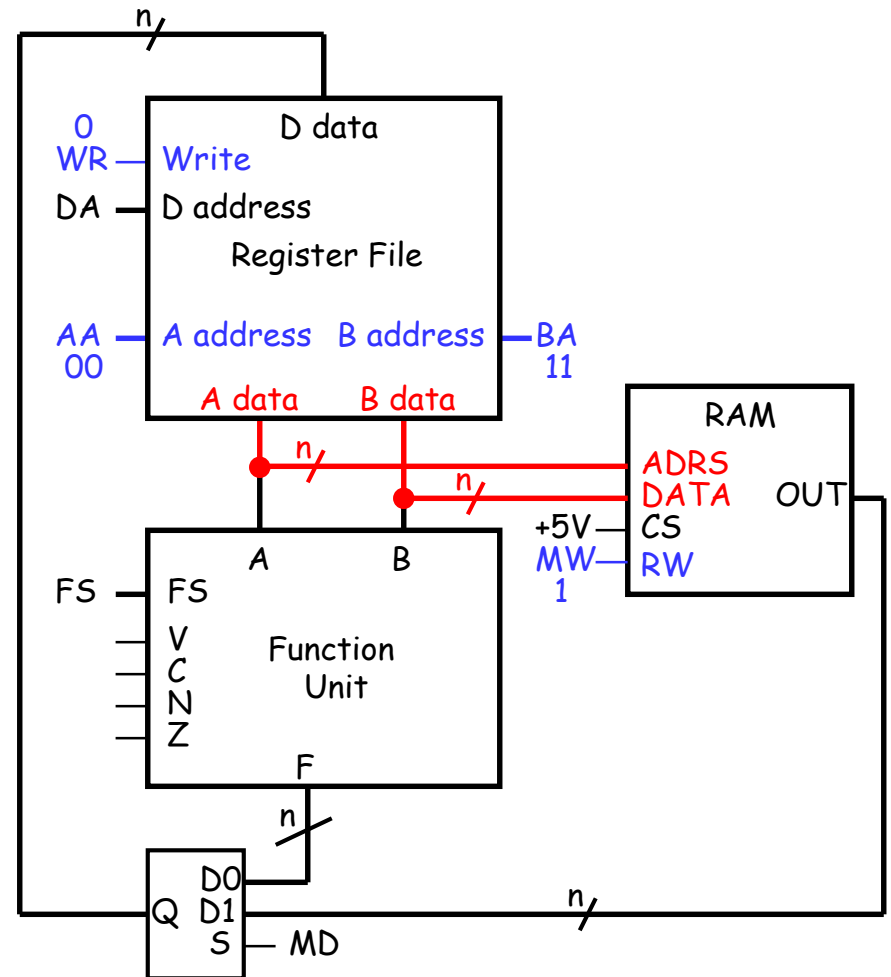 n
D data
0
WR Write
DA D address
Register File
AA A address B address BA
00 11
A data B data
RAM
n ADRS
n DATA OUT
+5V CS
A B MW RW
1
FS FS
V
Function
C
Unit
N
Z
F
n
D0
Q D1 n
S MD